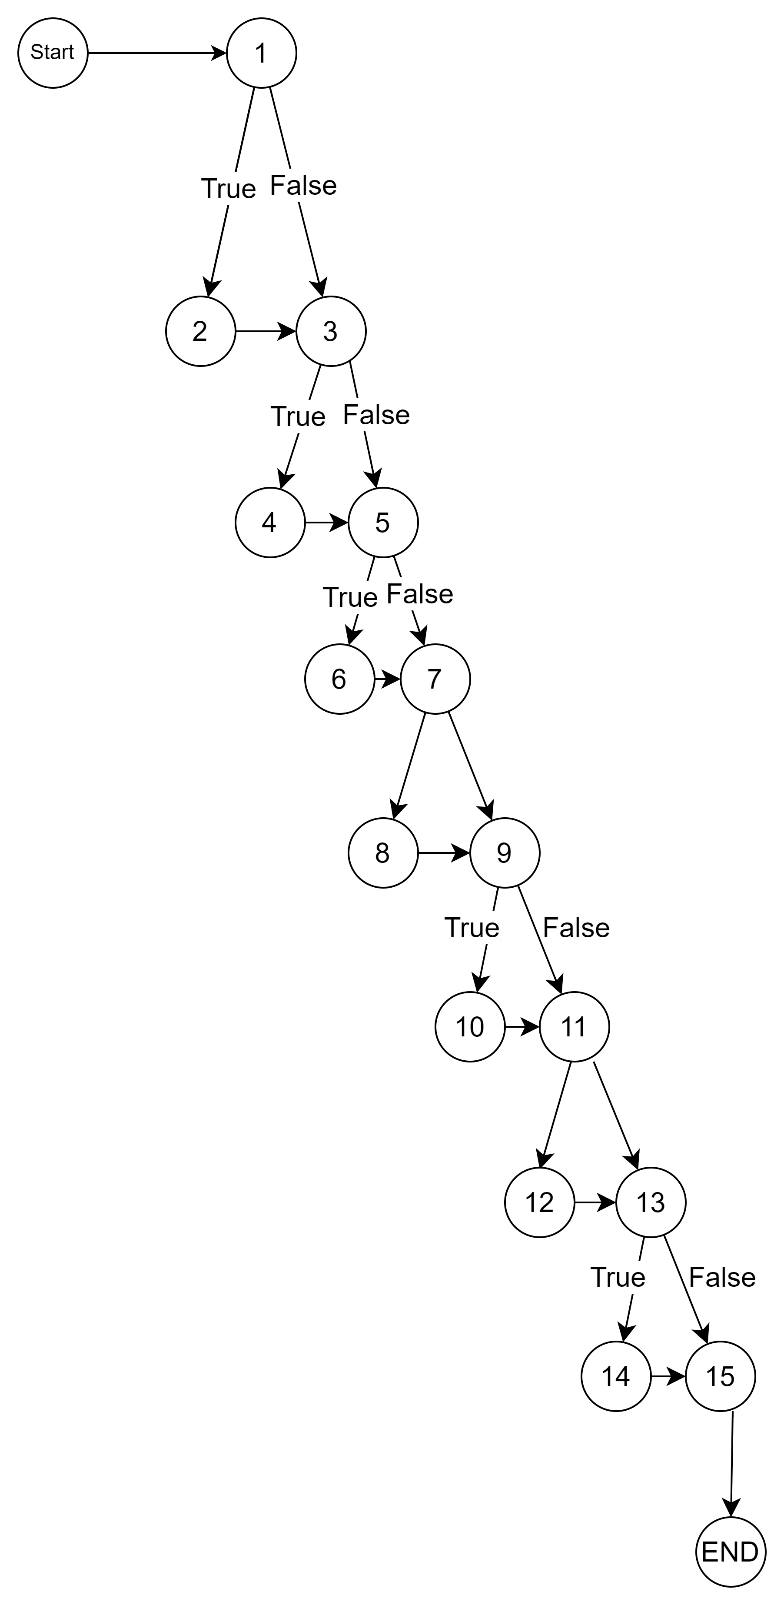 Start
1
True
False
2
3
True
False
4
5
True
False
6
7
8
9
True
False
10
11
12
13
True
False
14
15
END